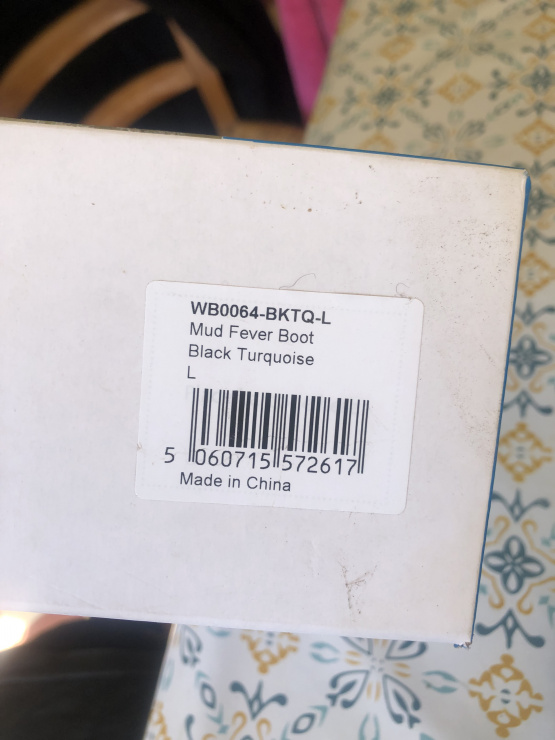 WB0064-BKTQ-L
Mud Fever Boot
Black Turquoise
L
5 060715 572617
Made in China